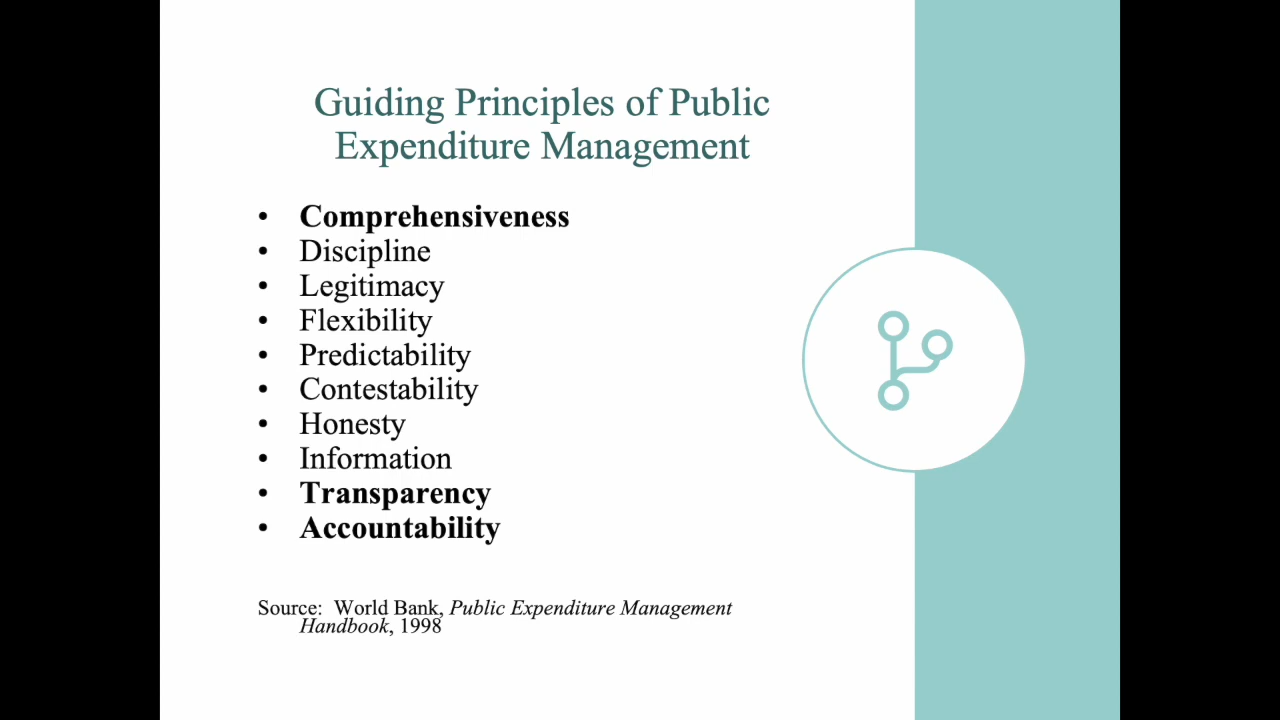 Guiding Principles of Public
Expenditure Management
• Comprehensiveness
• Discipline
• Legitimacy
• Flexibility
• Predictability
• Contestability
• Honesty
• Information
• Transparency
• Accountability
Source: World Bank, Public Expenditure Management
Handbook, 1998